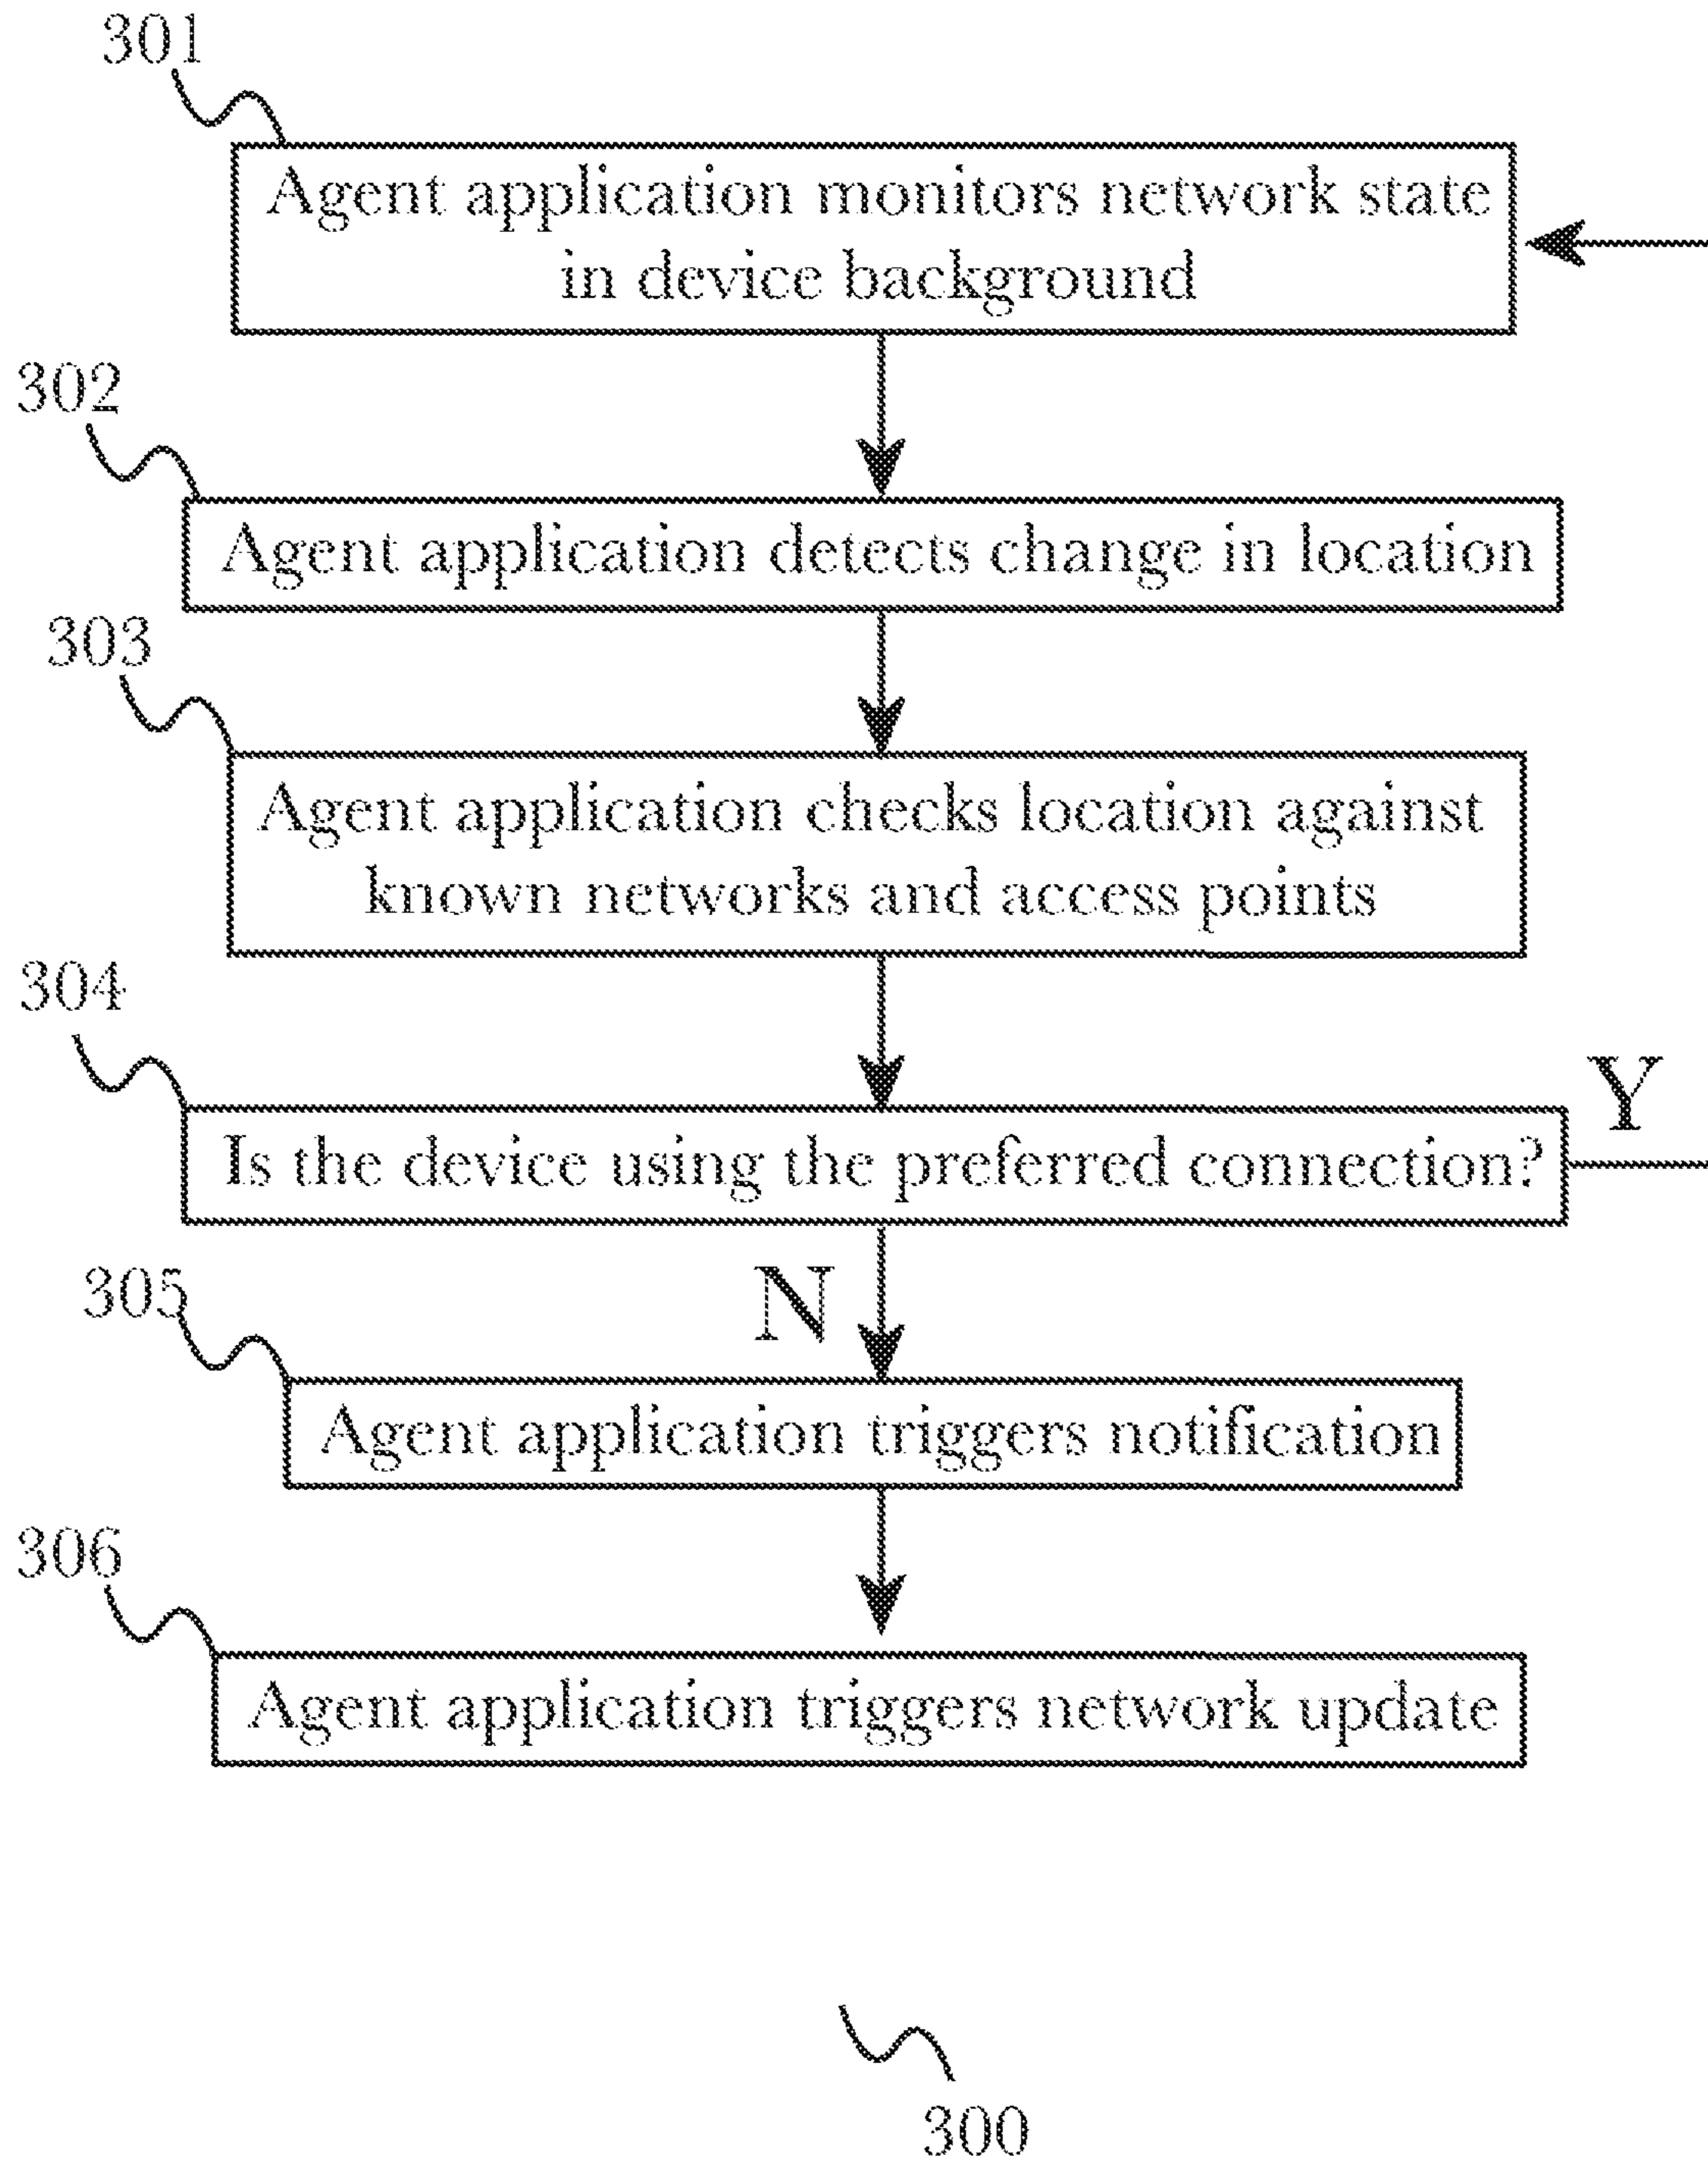 301
Agent application monitors network state
in device background
302
Agent application detects change in location
303
Agent application checks location against
known networks and access points
304
Y
Is the device using the preferred connection?
305
N
Agent application triggers notification
306
Agent application triggers network update
300